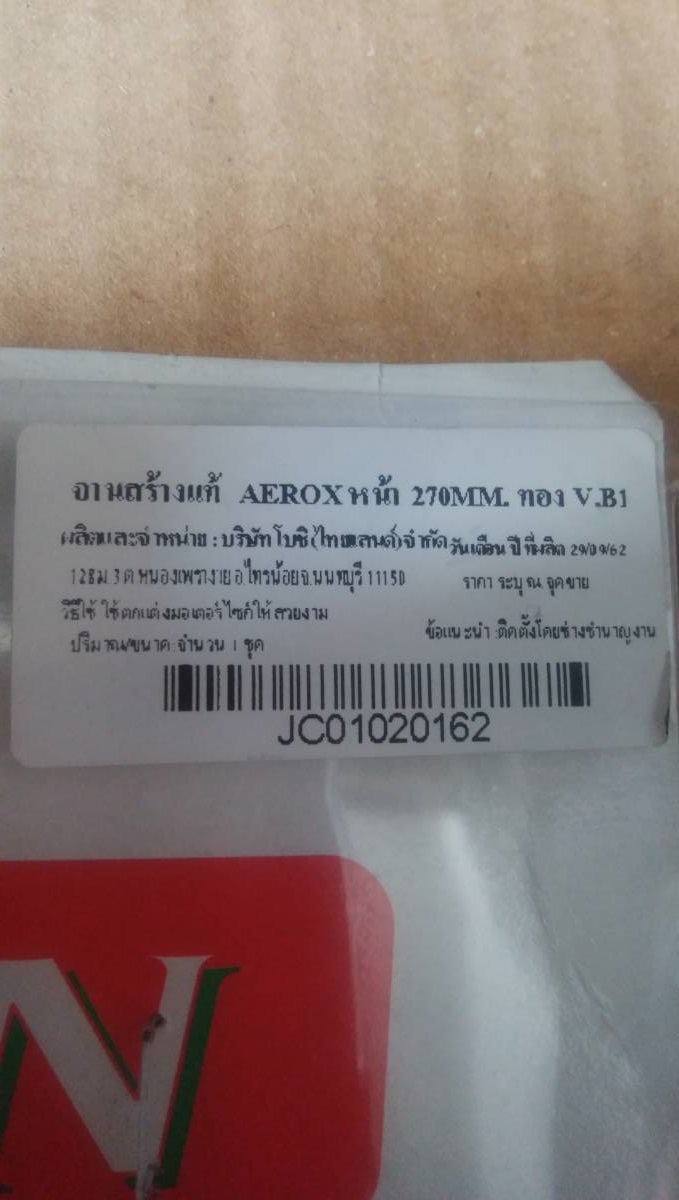 จานสร้างแท้ AEROX หน้า 270MM. ทอง V.B1
ผลิตและจำหน่าย : บริษัท โบซิ (ไทยแลนด์) จำกัด วันเดือน ปี ที่ผลิต 29/09/62
128 ม.3 ต.หนองเพรางาย อ.ไทรน้อย จ.นนทบุรี 11150 ราคา ระบุ ณ จุดขาย
วิธีใช้ ใช้ตกแต่งมอเตอร์ไซก์ให้ สวยงาม
ปริมาณ/ขนาด จำนวน 1 ชุด ข้อแนะนำ :ติดตั้งโดยช่างชำนาญงาน
JC01020162
N